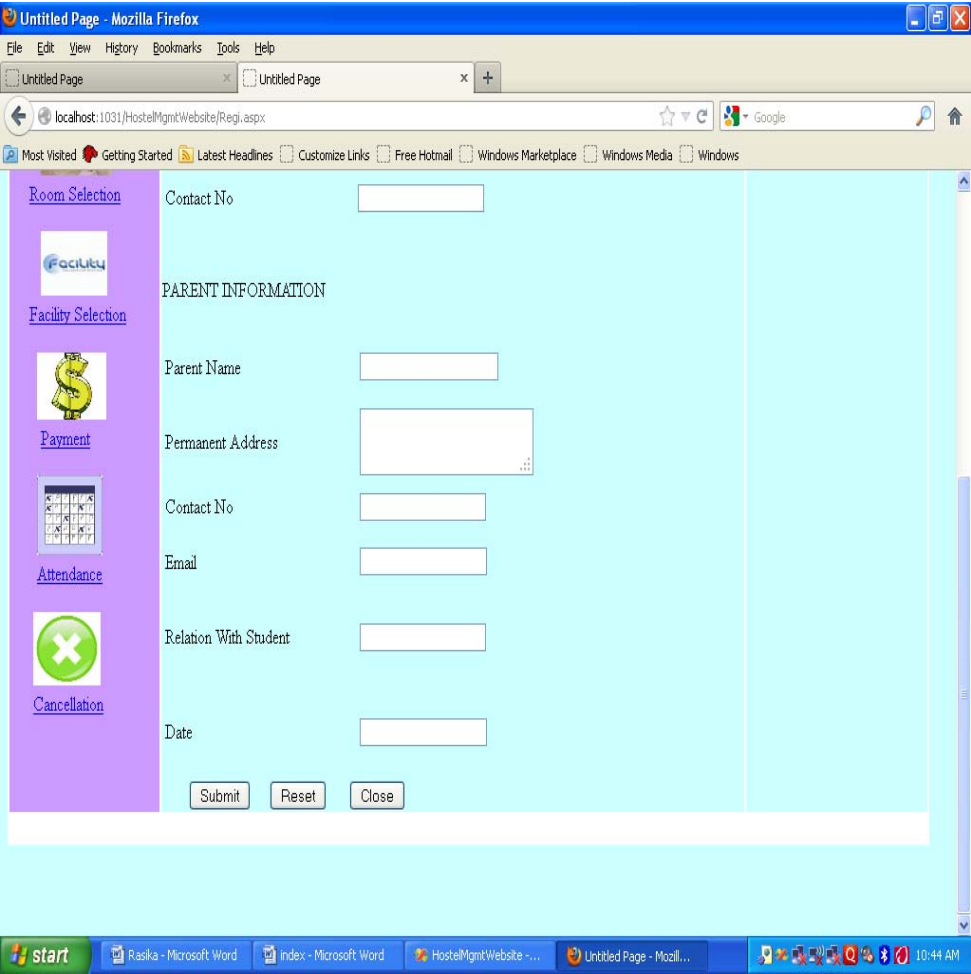 Untitled Page - Mozilla Firefox
File Edit View History Bookmarks Tools Help
Untitled Page × Untitled Page × +
localhost:1031/HostelMgmtWebsite/Regi.aspx Google
Most Visited Getting Started Latest Headlines Customize Links Free Hotmail Windows Marketplace Windows Media Windows
Room Selection
Contact No
Facility
PARENT INFORMATION
Facility Selection
Parent Name
Payment
Permanent Address
Contact No
Attendance
Email
Relation With Student
Cancellation
Date
Submit Reset Close
start Rasika - Microsoft Word index - Microsoft Word HostelMgmtWebsite -... Untitled Page - Mozill... 10:44 AM